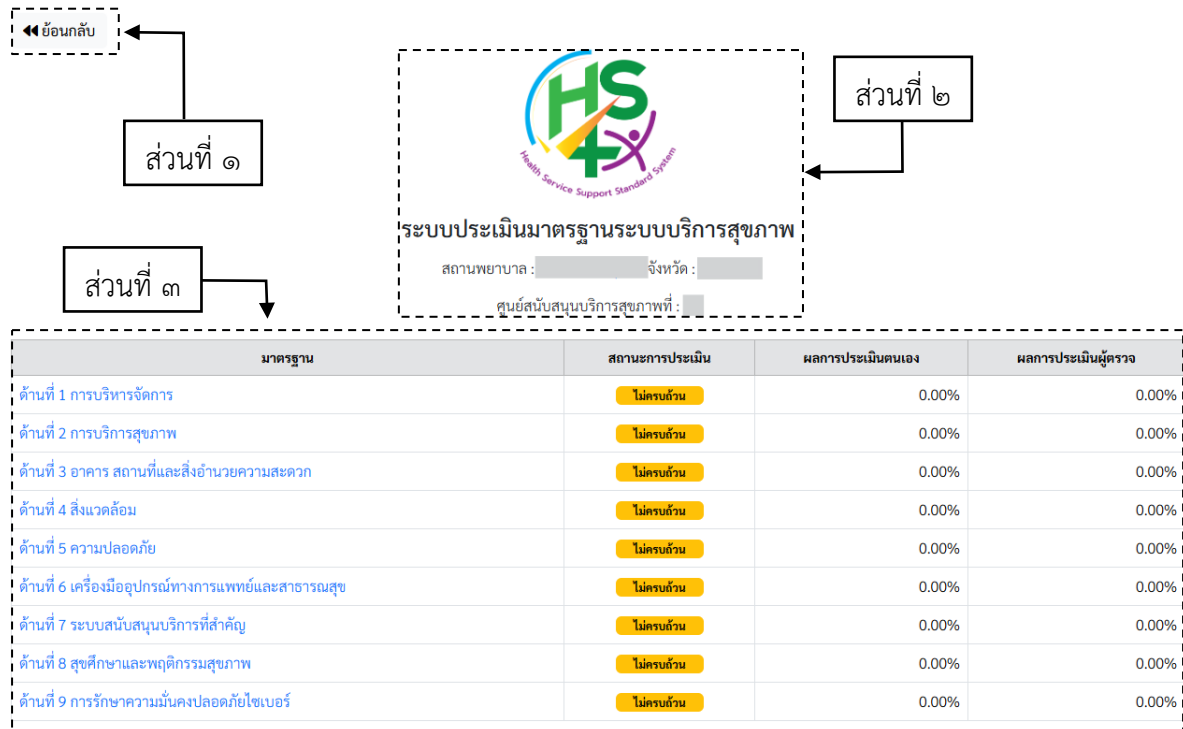 ย้อนกลับ
ส่วนที่ ๑
ส่วนที่ ๒
HS4
Health Service Support Standard System
ระบบประเมินมาตรฐานระบบบริการสุขภาพ
สถานพยาบาล : จังหวัด :
ศูนย์สนับสนุนบริการสุขภาพที่ :
ส่วนที่ ๓
มาตรฐาน สถานะการประเมิน ผลการประเมินตนเอง ผลการประเมินผู้ตรวจ
ด้านที่ 1 การบริหารจัดการ ไม่ครบถ้วน 0.00% 0.00%
ด้านที่ 2 การบริการสุขภาพ ไม่ครบถ้วน 0.00% 0.00%
ด้านที่ 3 อาคาร สถานที่และสิ่งอำนวยความสะดวก ไม่ครบถ้วน 0.00% 0.00%
ด้านที่ 4 สิ่งแวดล้อม ไม่ครบถ้วน 0.00% 0.00%
ด้านที่ 5 ความปลอดภัย ไม่ครบถ้วน 0.00% 0.00%
ด้านที่ 6 เครื่องมืออุปกรณ์ทางการแพทย์และสาธารณสุข ไม่ครบถ้วน 0.00% 0.00%
ด้านที่ 7 ระบบสนับสนุนบริการที่สำคัญ ไม่ครบถ้วน 0.00% 0.00%
ด้านที่ 8 สุขศึกษาและพฤติกรรมสุขภาพ ไม่ครบถ้วน 0.00% 0.00%
ด้านที่ 9 การรักษาความมั่นคงปลอดภัยไซเบอร์ ไม่ครบถ้วน 0.00% 0.00%